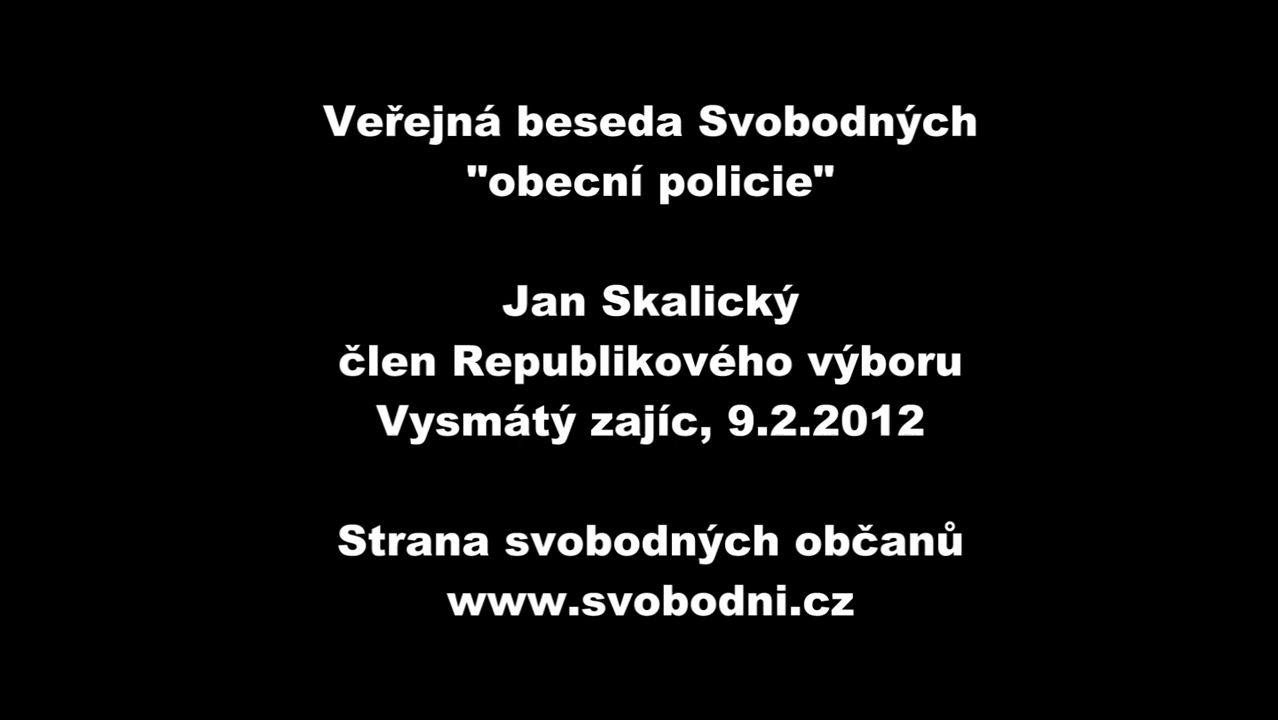 Veřejná beseda Svobodných
"obecní policie"
Jan Skalický
člen Republikového výboru
Vysmátý zajíc, 9.2.2012
Strana svobodných občanů
www.svobodni.cz